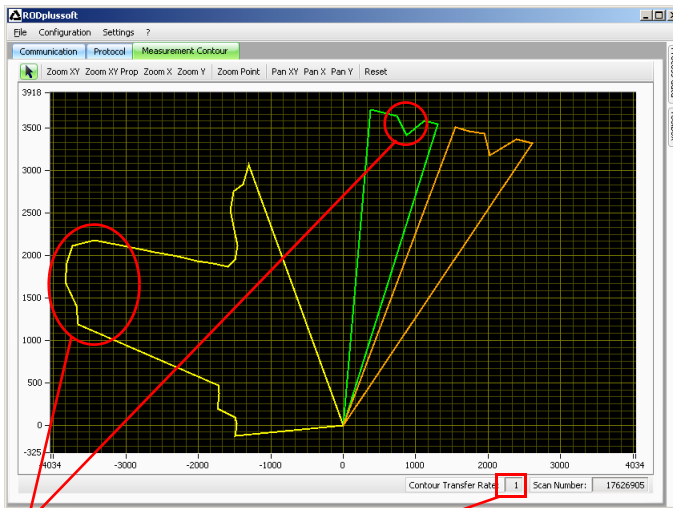 RODplussoft
File Configuration Settings ?
Communication Protocol Measurement Contour
Zoom XY Zoom XY Prop Zoom X Zoom Y Zoom Point Pan XY Pan X Pan Y Reset
3918
3500
3000
2500
2000
1500
1000
500
0
-325
-4034 -3000 -2000 -1000 0 1000 2000 3000 4034
Contour Transfer Rate: 1 Scan Number: 17626905